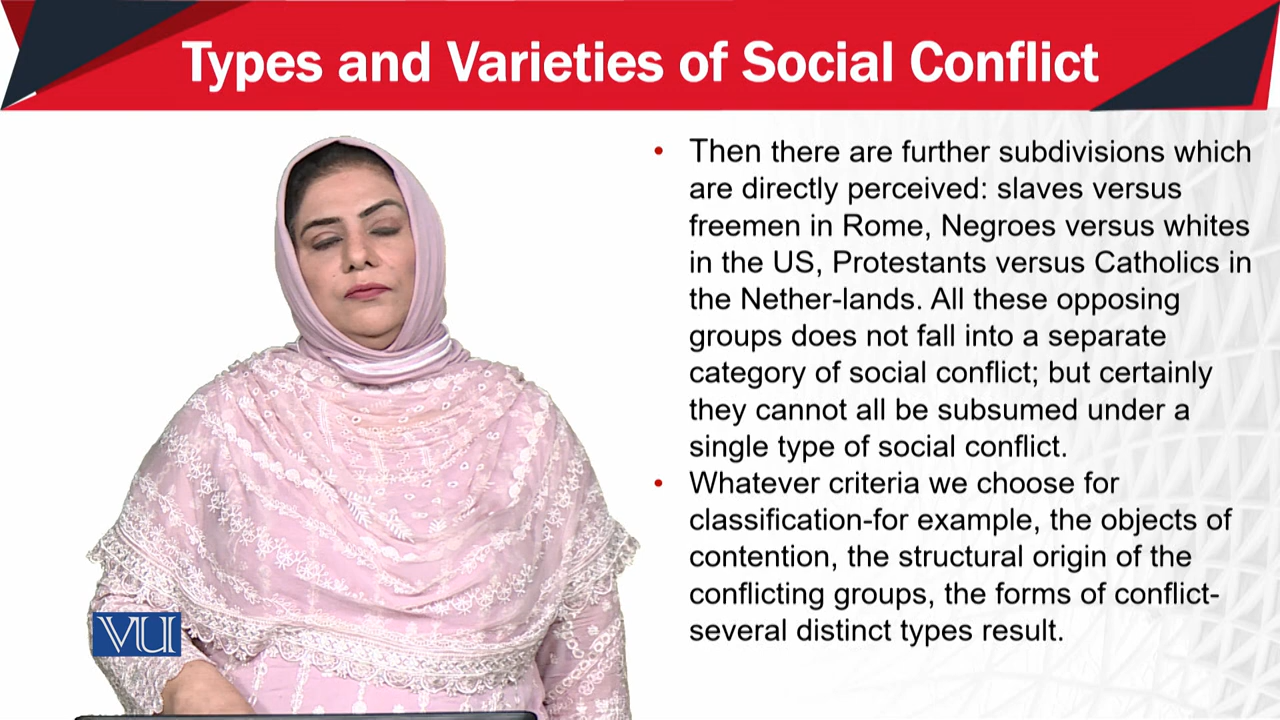 Types and Varieties of Social Conflict
• Then there are further subdivisions which
are directly perceived: slaves versus
freemen in Rome, Negroes versus whites
in the US, Protestants versus Catholics in
the Nether-lands. All these opposing
groups does not fall into a separate
category of social conflict; but certainly
they cannot all be subsumed under a
single type of social conflict.
• Whatever criteria we choose for
classification-for example, the objects of
contention, the structural origin of the
conflicting groups, the forms of conflict-
several distinct types result.
VU